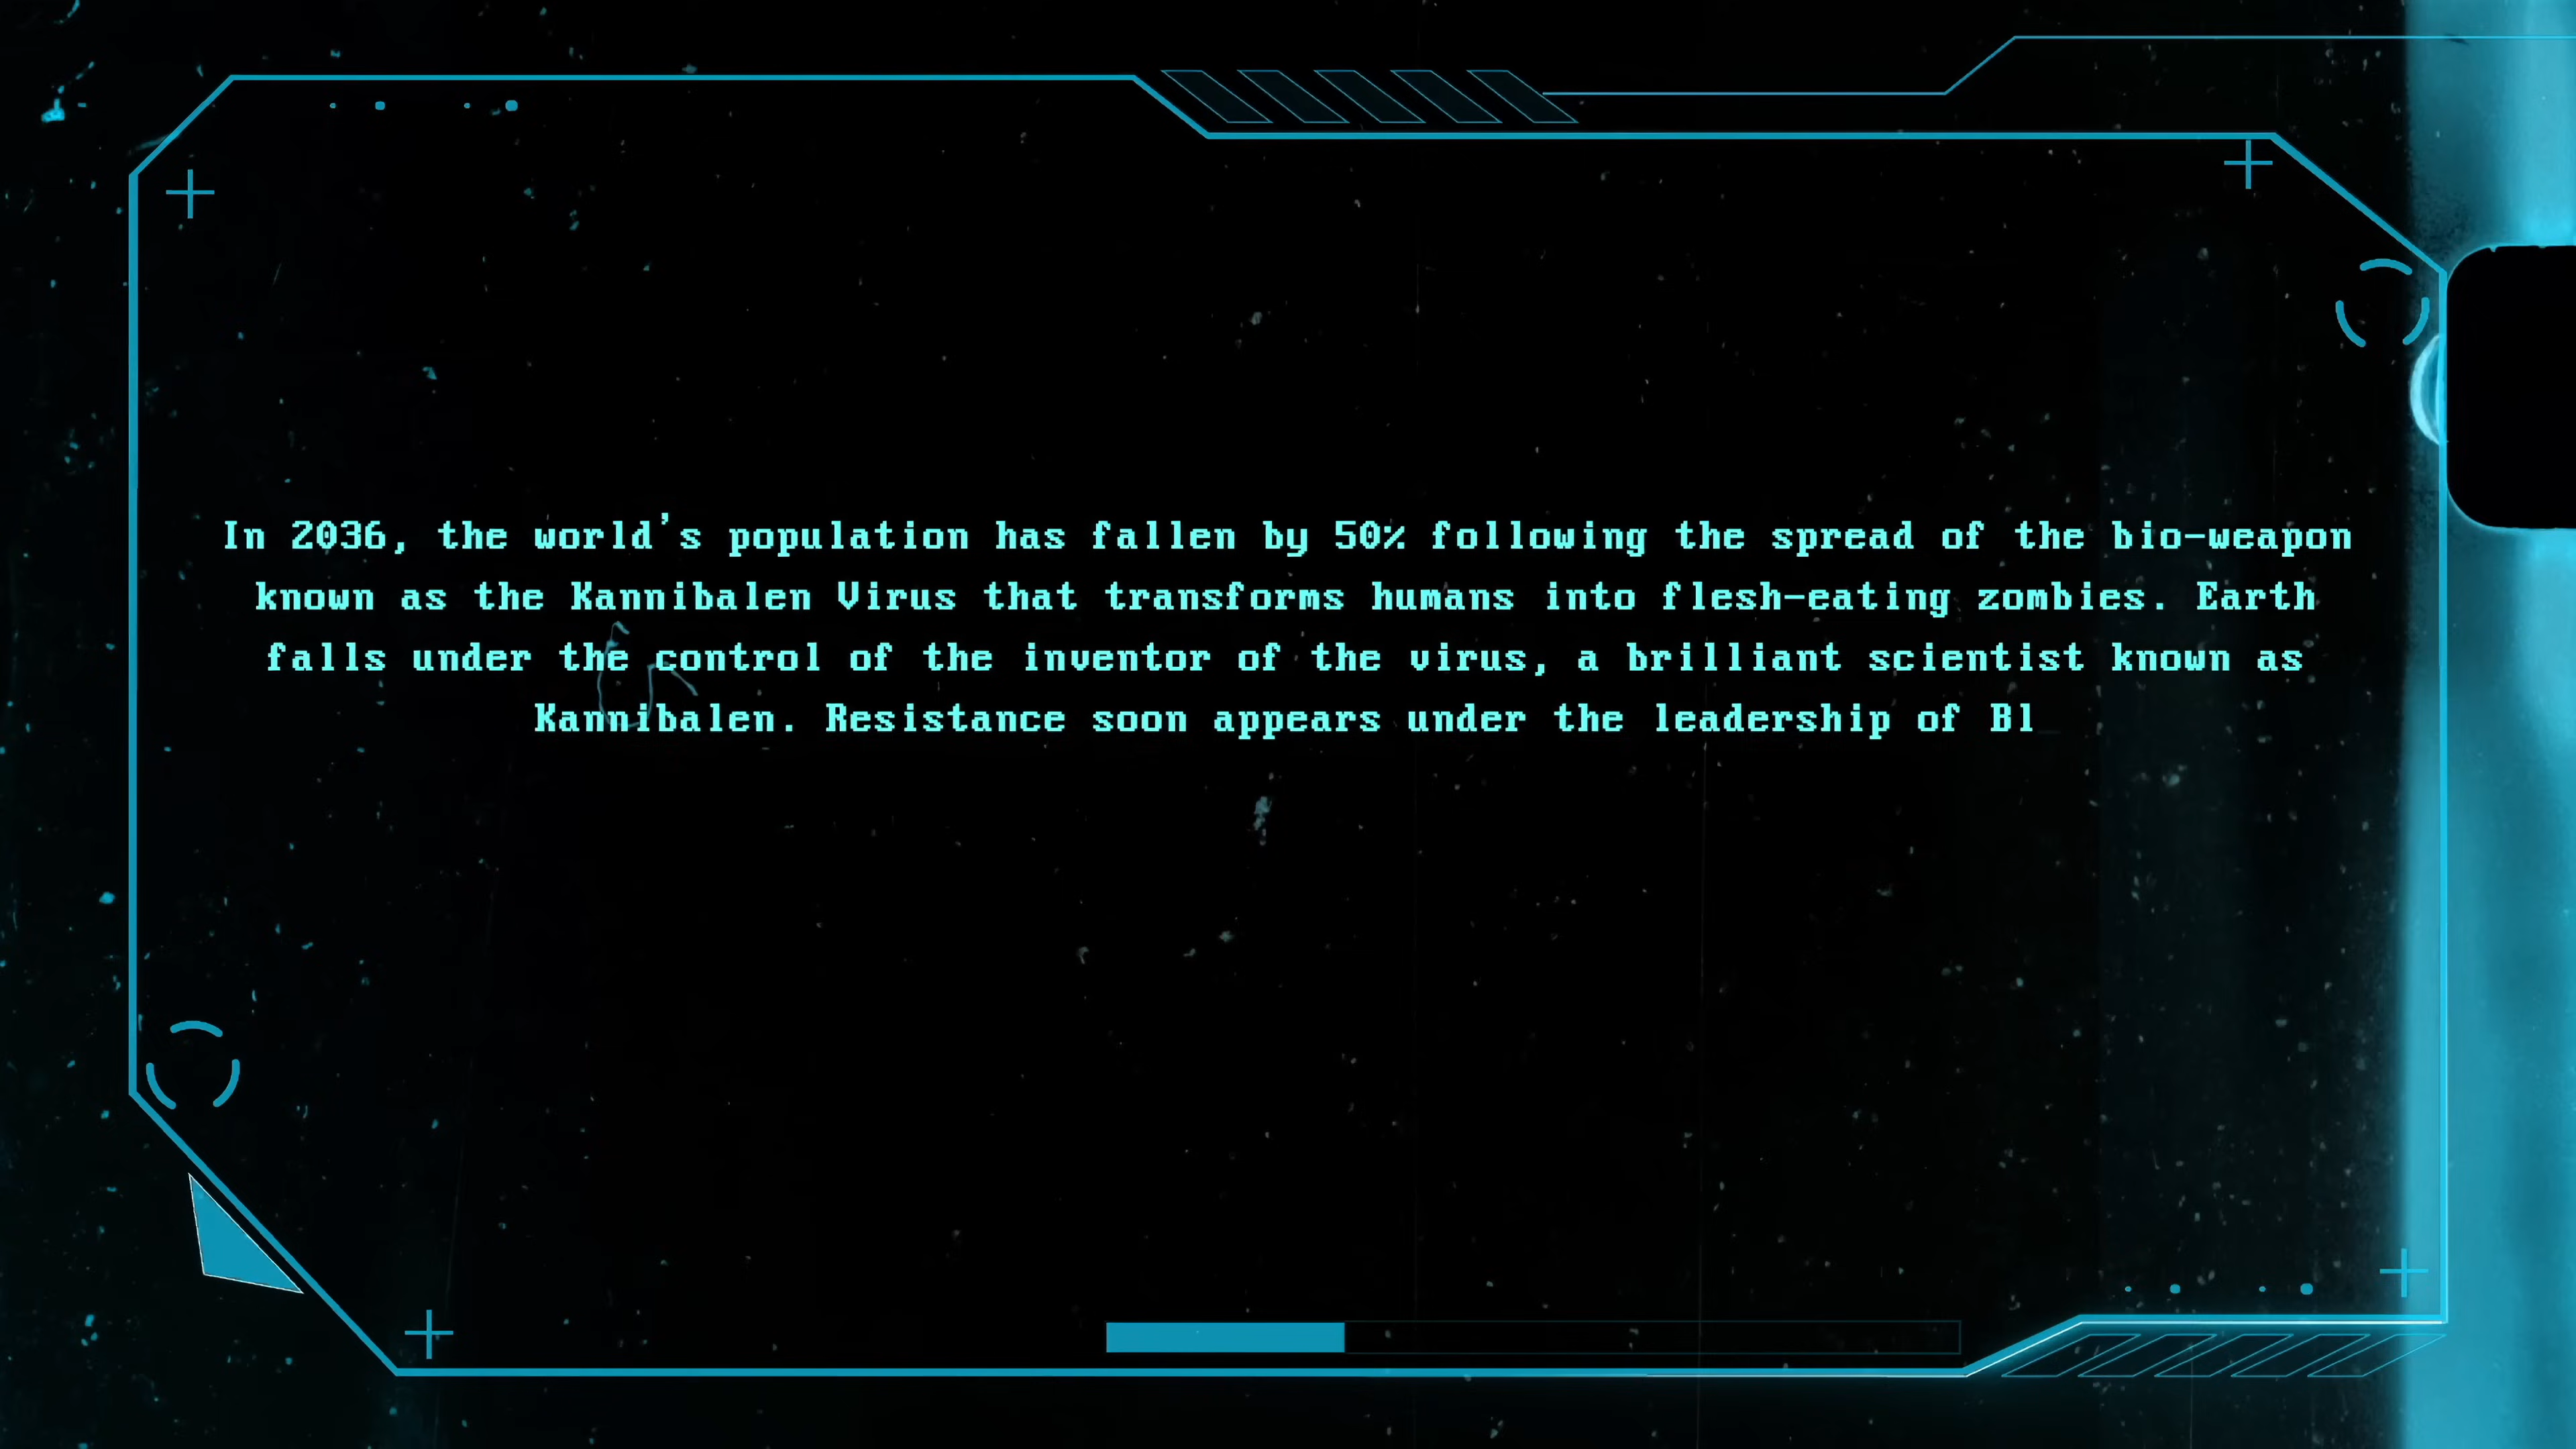 In 2036, the world's population has fallen by 50% following the spread of the bio-weapon
known as the Kannibalen Virus that transforms humans into flesh-eating zombies. Earth
falls under the control of the inventor of the virus, a brilliant scientist known as
Kannibalen. Resistance soon appears under the leadership of Bl